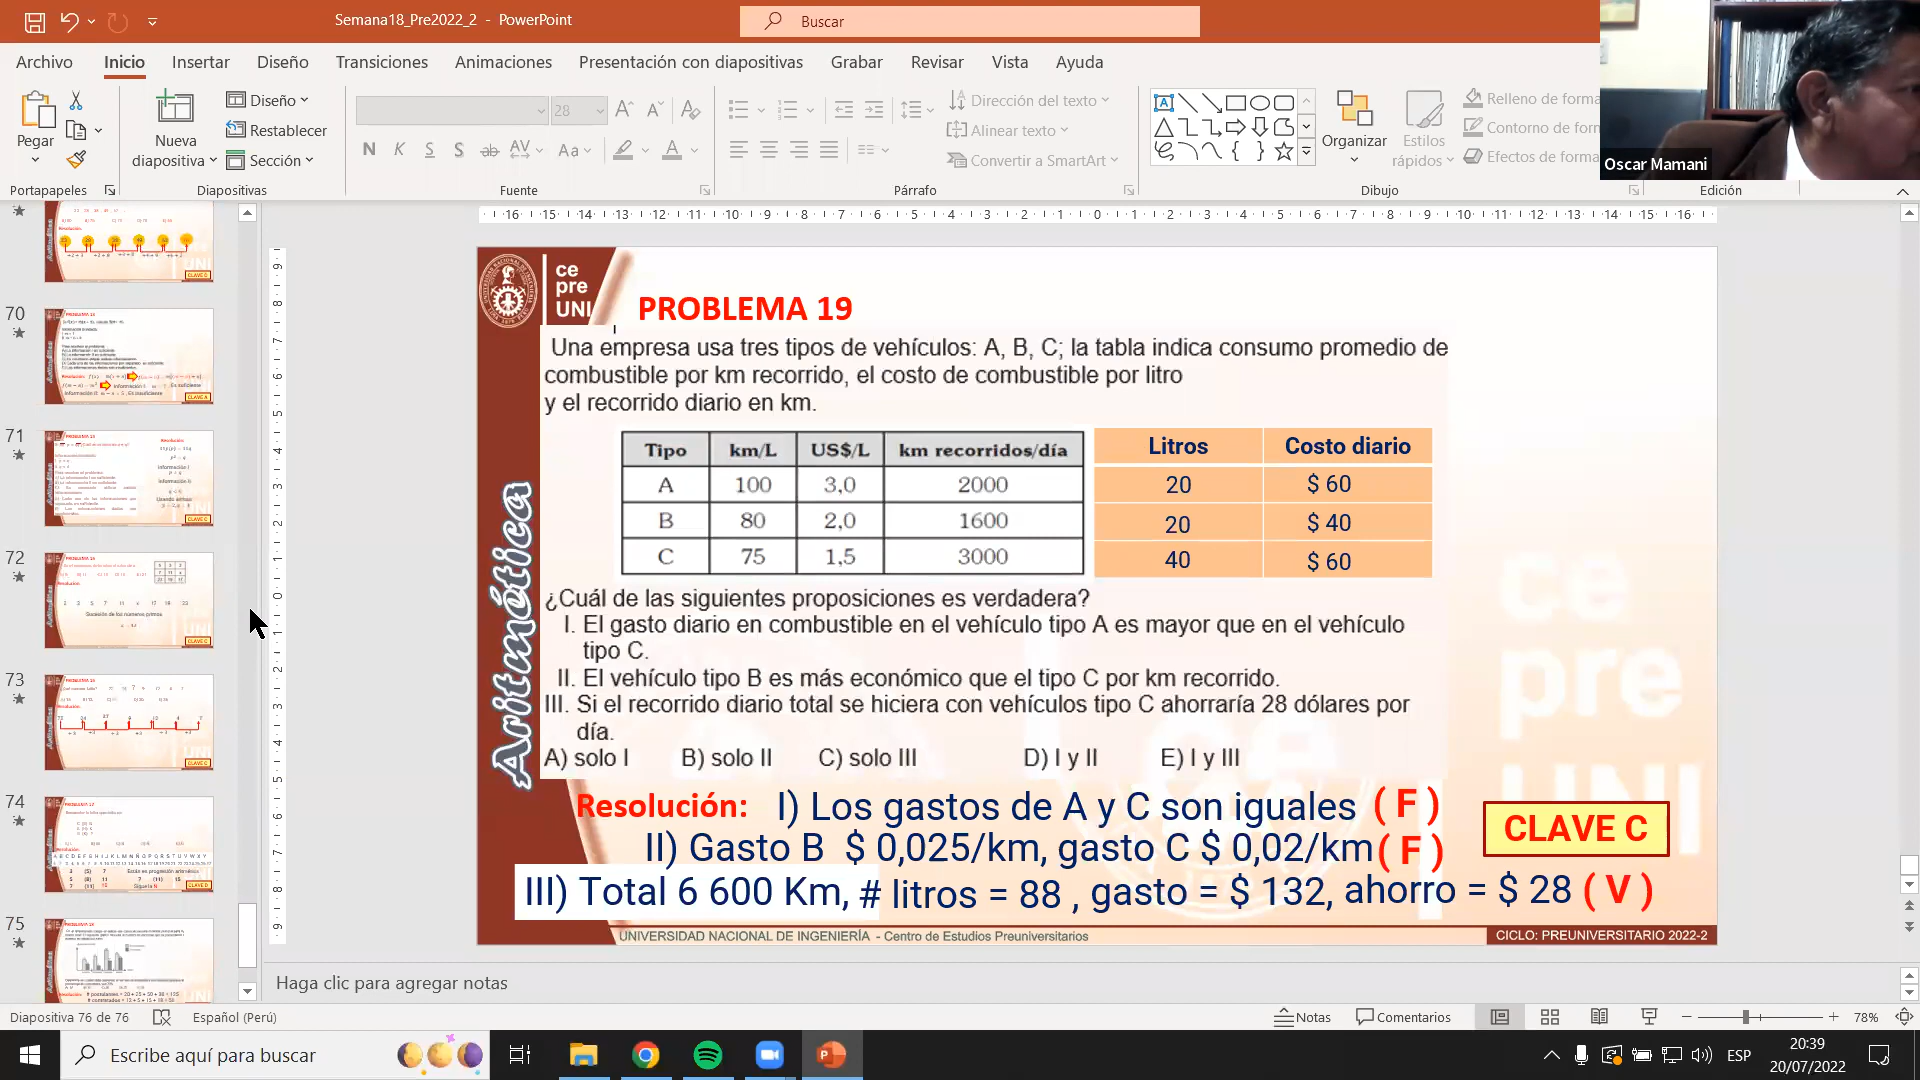 Semana18_Pre2022_2 - PowerPoint
Buscar
Archivo Inicio Insertar Diseño Transiciones Animaciones Presentación con diapositivas Grabar Revisar Vista Ayuda
Pegar
Nueva diapositiva
Diseño
Restablecer
Sección
28
N K S S ab AV Aa A
Dirección del texto
Alinear texto
Convertir a SmartArt
Organizar
Estilos rápidos
Relleno de forma
Contorno de for
Efectos de forma
Portapapeles Diapositivas Fuente Párrafo Dibujo Edición
Oscar Mamani
70
71
72
73
74
75
ce
pre
UNI
PROBLEMA 19
Una empresa usa tres tipos de vehículos: A, B, C; la tabla indica consumo promedio de
combustible por km recorrido, el costo de combustible por litro
y el recorrido diario en km.
Tipo km/L US$/L km recorridos/día Litros Costo diario
A 100 3,0 2000 20 $ 60
B 80 2,0 1600 20 $ 40
C 75 1,5 3000 40 $ 60
Aritmética
¿Cuál de las siguientes proposiciones es verdadera?
I. El gasto diario en combustible en el vehículo tipo A es mayor que en el vehículo
tipo C.
II. El vehículo tipo B es más económico que el tipo C por km recorrido.
III. Si el recorrido diario total se hiciera con vehículos tipo C ahorraría 28 dólares por
día.
A) solo I B) solo II C) solo III D) I y II E) I y III
Resolución: I) Los gastos de A y C son iguales ( F )
II) Gasto B $ 0,025/km, gasto C $ 0,02/km ( F )
CLAVE C
III) Total 6 600 Km, # litros = 88 , gasto = $ 132, ahorro = $ 28 ( V )
UNIVERSIDAD NACIONAL DE INGENIERÍA - Centro de Estudios Preuniversitarios
CICLO: PREUNIVERSITARIO 2022-2
Haga clic para agregar notas
Diapositiva 76 de 76 Español (Perú) Notas Comentarios 78%
Escribe aquí para buscar
ESP
20:39
20/07/2022